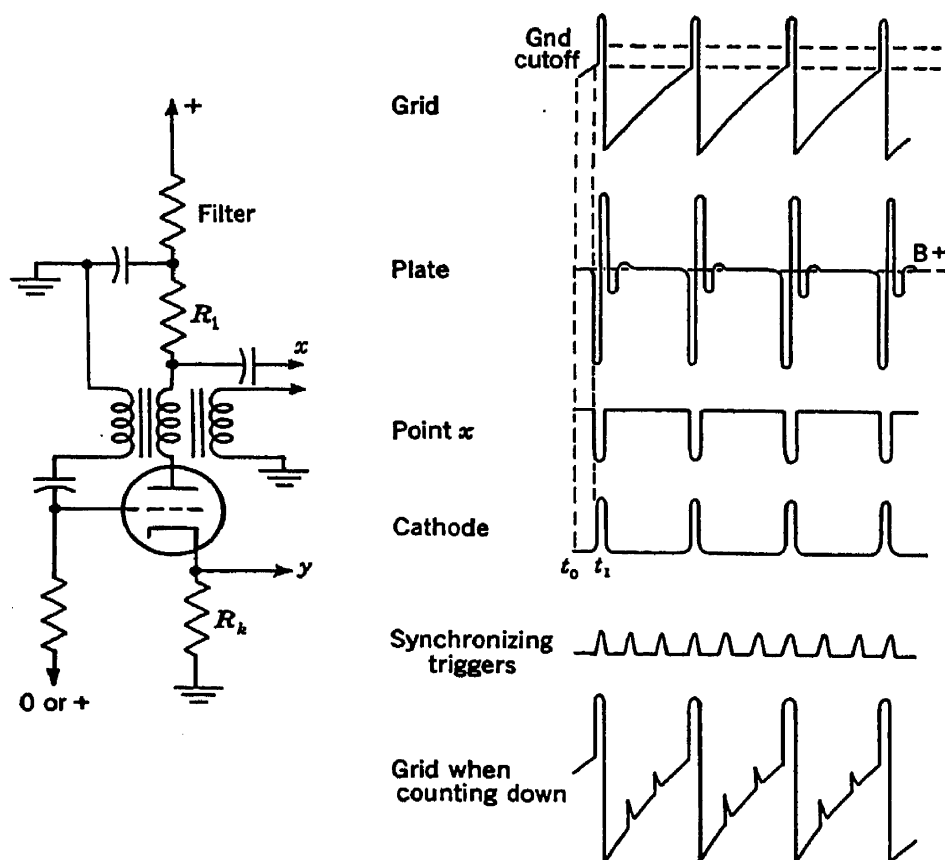 +
Filter
R₁
x
y
Rₖ
0 or +
Gnd
cutoff
Grid
Plate
B+
Point x
Cathode
t₀ t₁
Synchronizing
triggers
Grid when
counting down